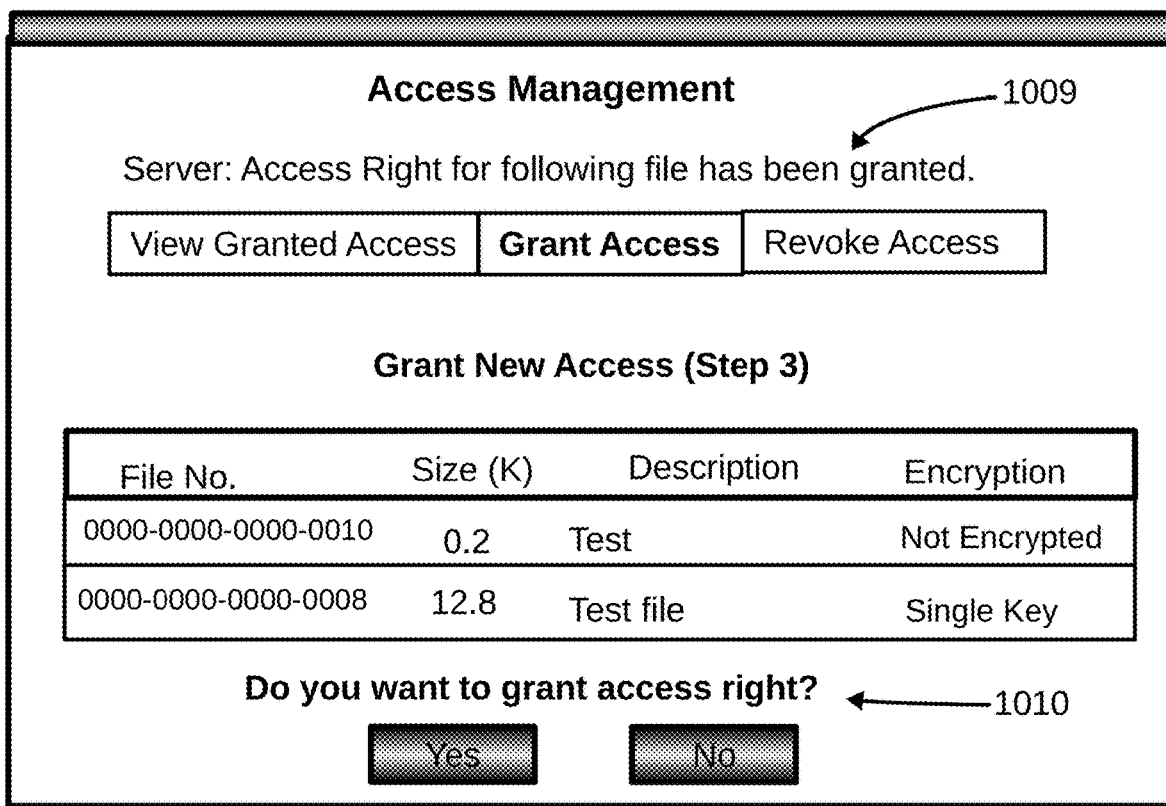 Access Management
1009
Server: Access Right for following file has been granted.
View Granted Access Grant Access Revoke Access
Grant New Access (Step 3)
File No. Size (K) Description Encryption
0000-0000-0000-0010 0.2 Test Not Encrypted
0000-0000-0000-0008 12.8 Test file Single Key
Do you want to grant access right?
1010
Yes No